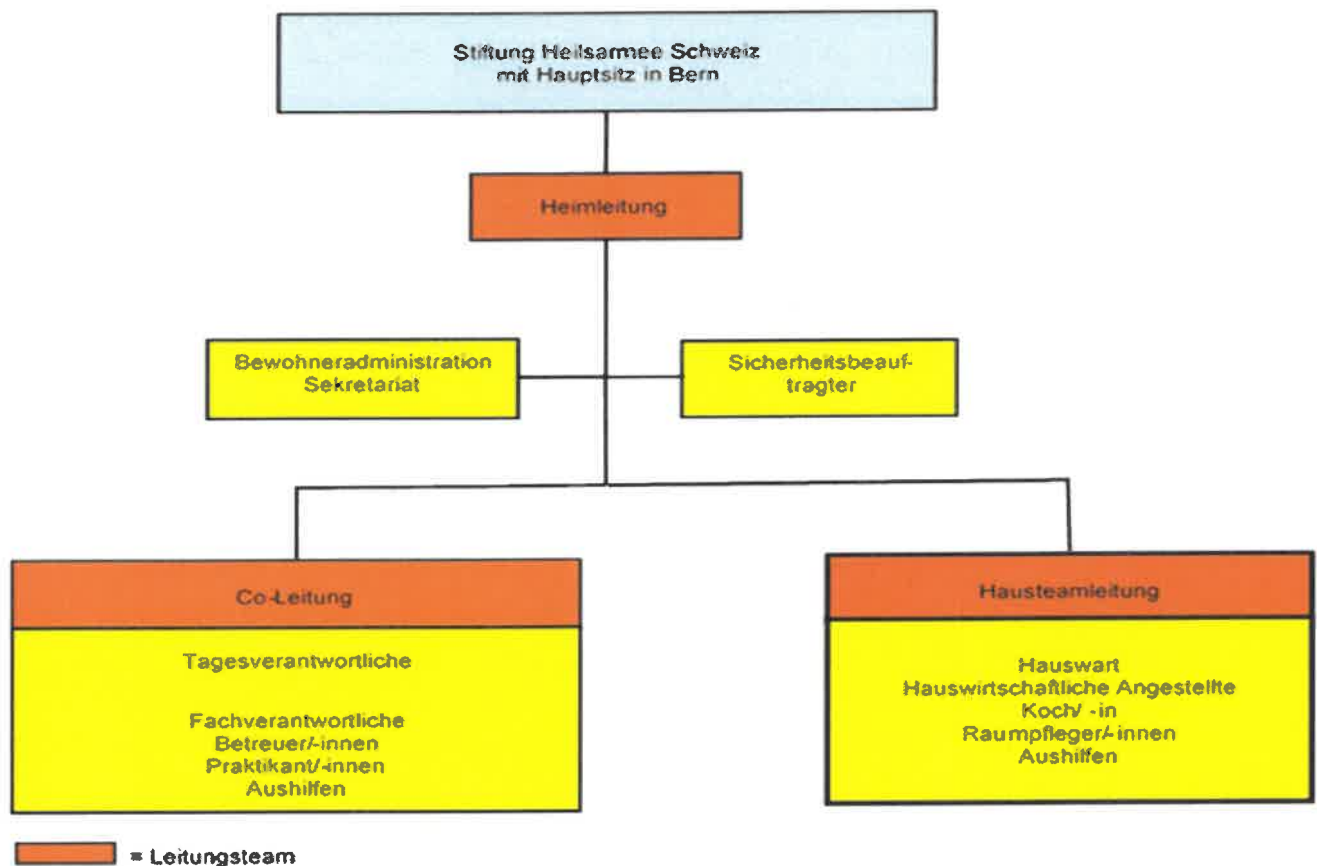 Stiftung Heilsarmee Schweiz
mit Hauptsitz in Bern
Heimleitung
Bewohneradministration
Sekretariat
Sicherheitsbeauf-
tragter
Co-Leitung
Tagesverantwortliche
Fachverantwortliche
Betreuer/-innen
Praktikant/-innen
Aushilfen
Hausteamleitung
Hauswart
Hauswirtschaftliche Angestellte
Koch/ -in
Raumpfleger/-innen
Aushilfen
= Leitungsteam